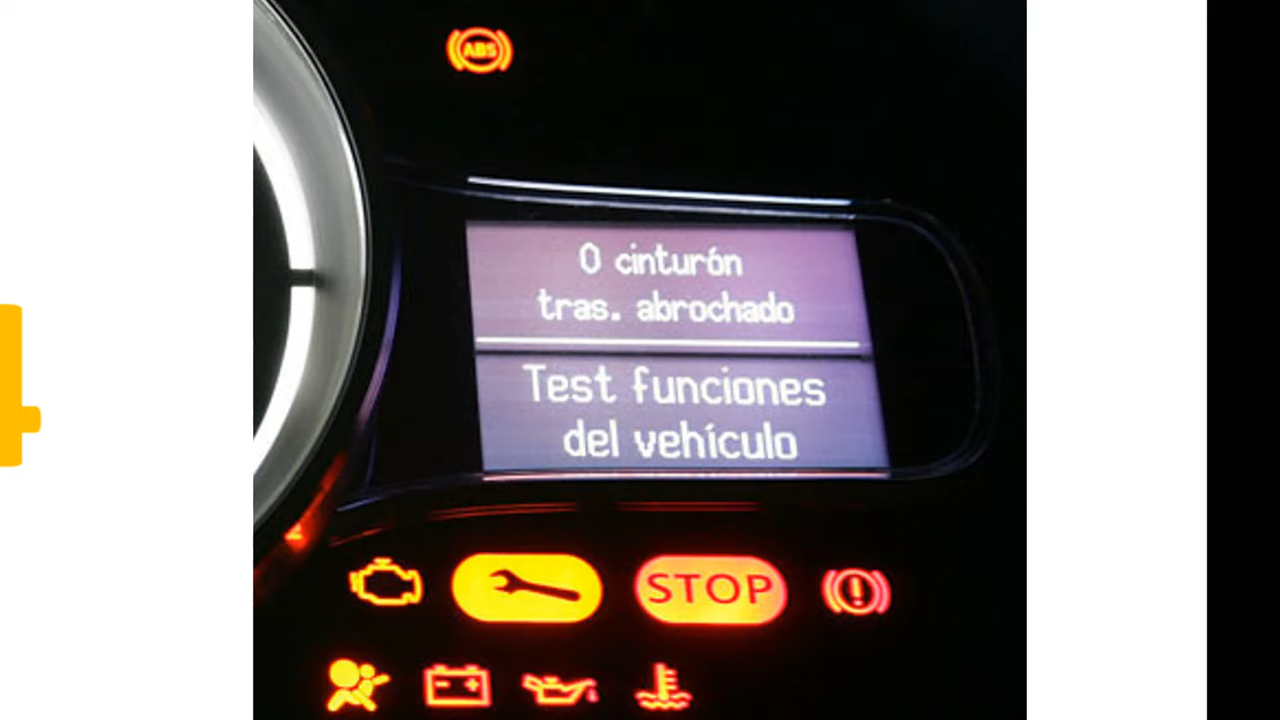 ABS
0 cinturón
tras. abrochado
Test funciones
del vehículo
STOP